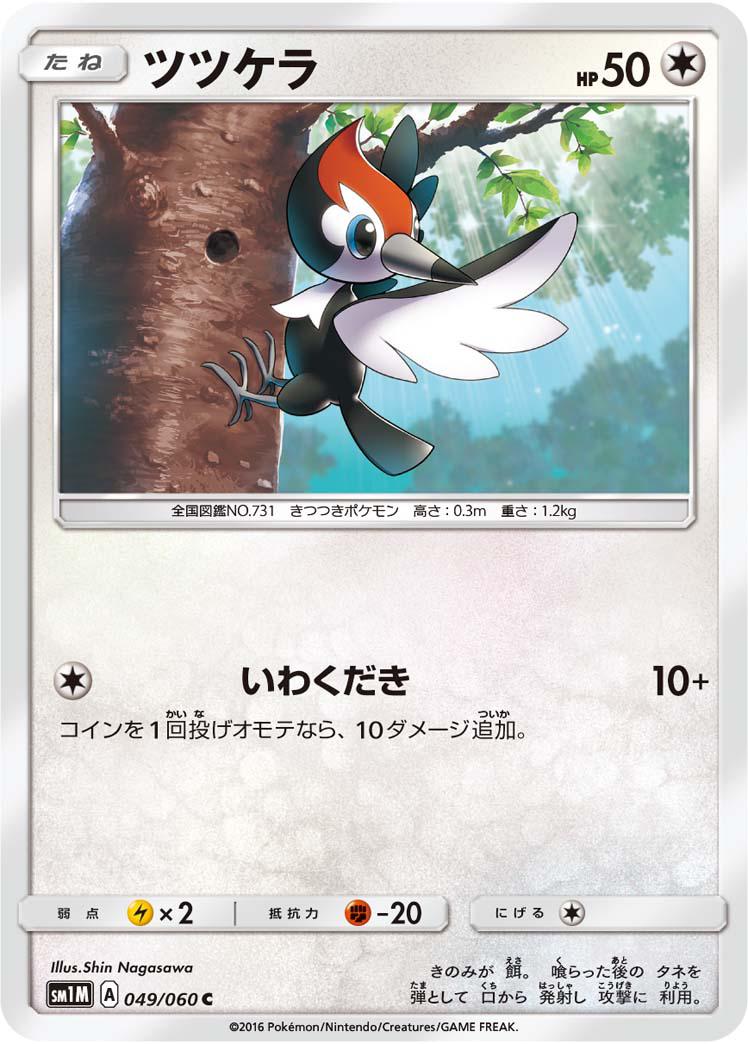 たね ツツケラ HP50
全国図鑑NO.731 きつつきポケモン 高さ:0.3m 重さ:1.2kg
いわくだき 10+
コインを1回投げオモテなら、10ダメージ追加。
弱点 ×2 抵抗力 -20 にげる
Illus.Shin Nagasawa
SM1M A 049/060 C
きのみが 餌。喰らった後の タネを
弾として 口から 発射し 攻撃に 利用。
©2016 Pokémon/Nintendo/Creatures/GAME FREAK.